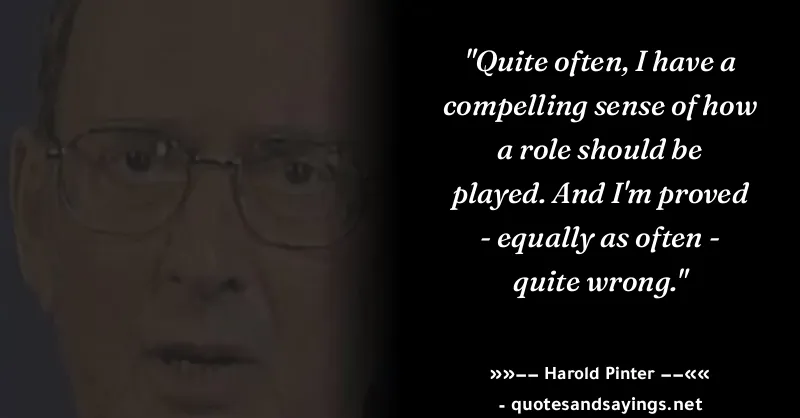 "Quite often, I have a
compelling sense of how
a role should be
played. And I'm proved
- equally as often -
quite wrong."
»»−− Harold Pinter −−««
- quotesandsayings.net